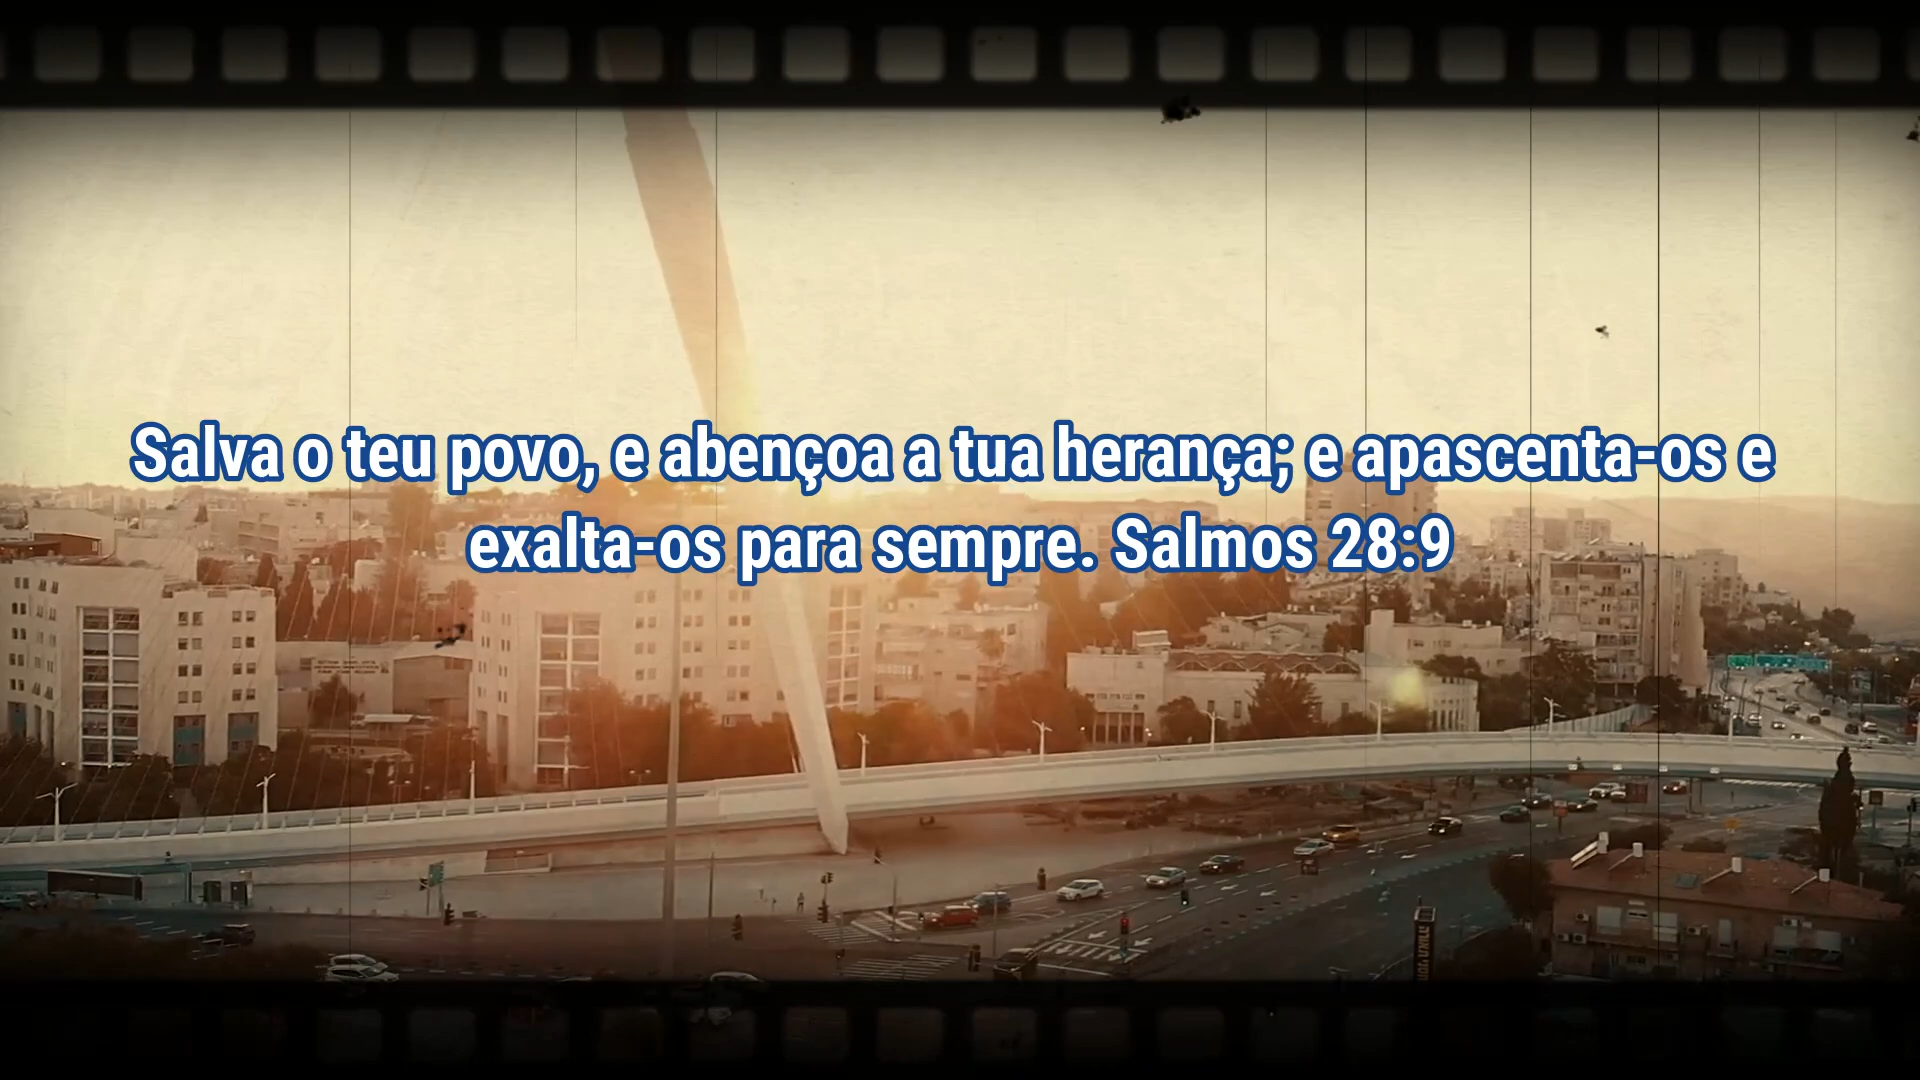 Salva o teu povo, e abençoa a tua herança; e apascenta-os e
exalta-os para sempre. Salmos 28:9